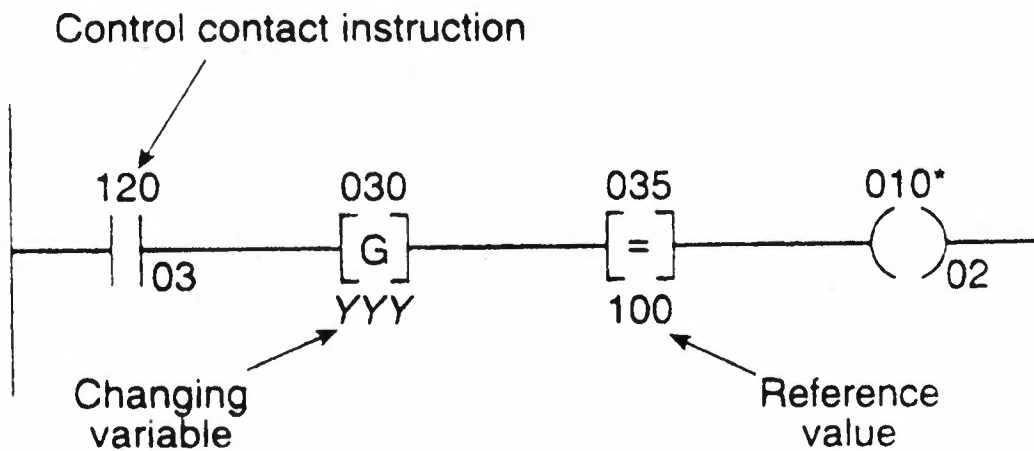 Control contact instruction
120 030 035 010*
G =
03 02
YYY 100
Changing
variable
Reference
value